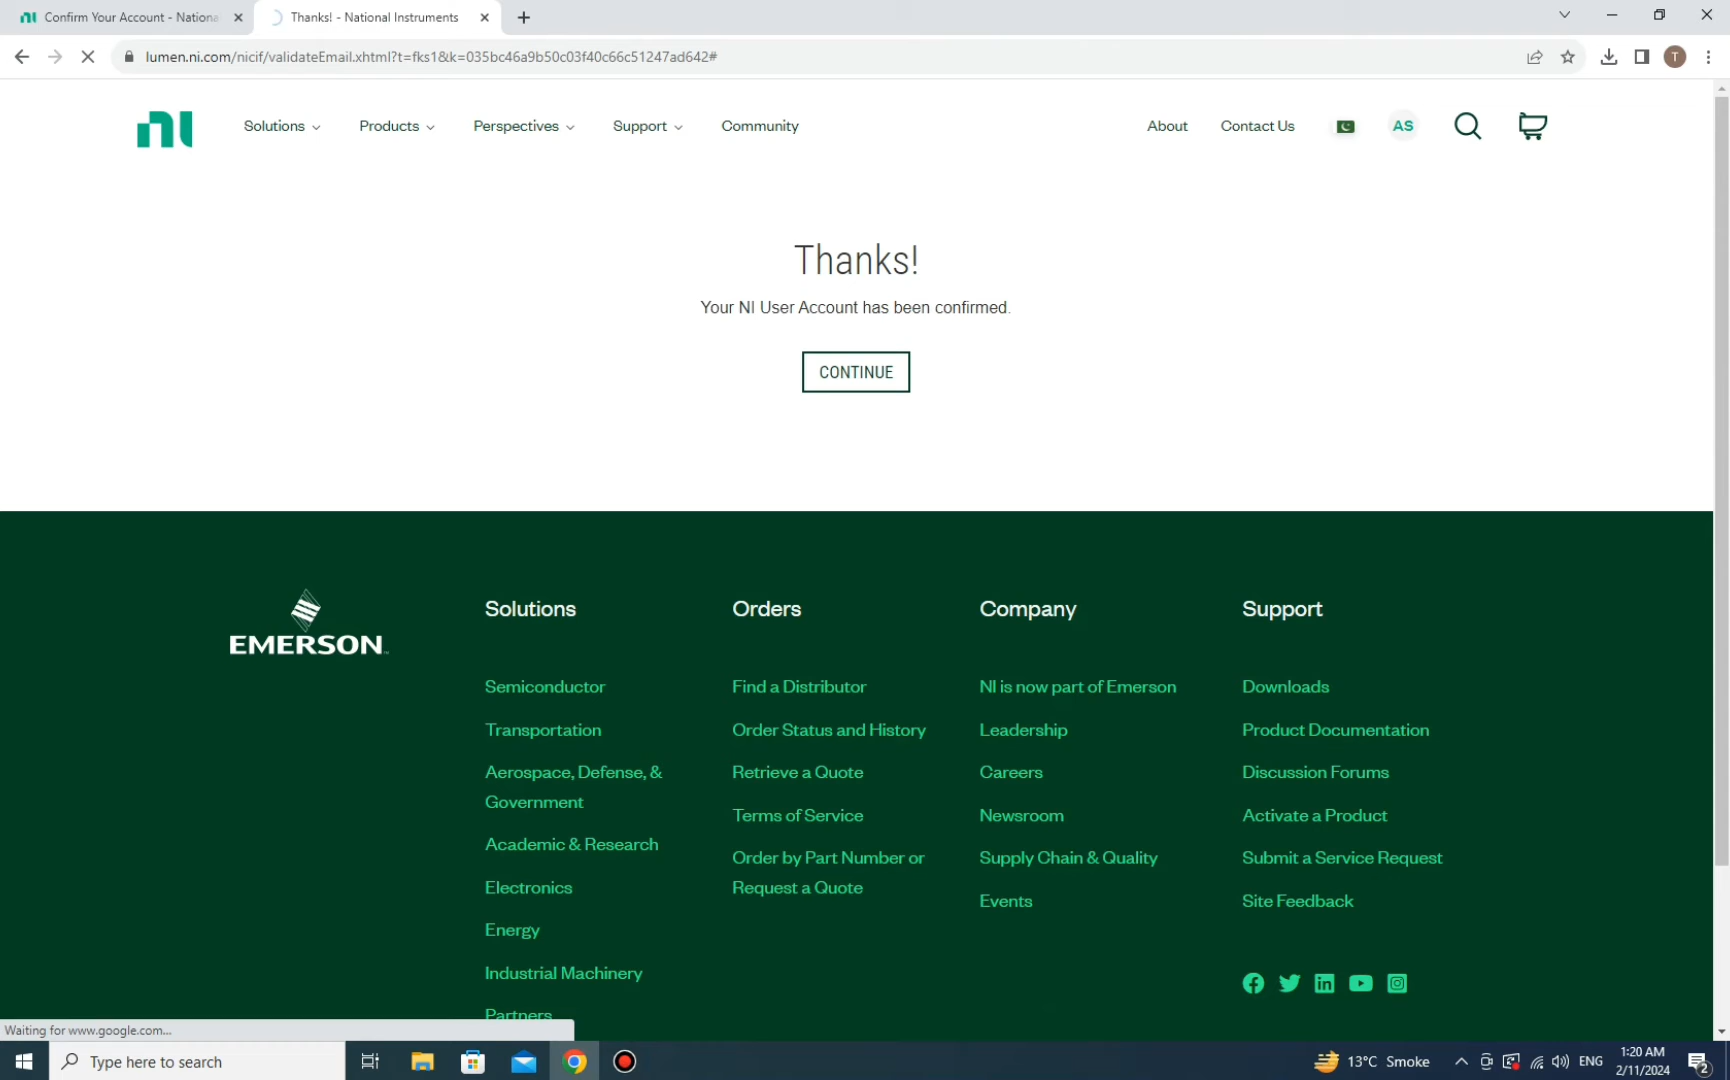 Confirm Your Account - Nationa
Thanks! - National Instruments
lumen.ni.com/nicif/validateEmail.xhtml?t=fks1&k=035bc46a9b50c03f40c66c51247ad642#
T
NI
Solutions
Products
Perspectives
Support
Community
About
Contact Us
AS
Thanks!
Your NI User Account has been confirmed.
CONTINUE
EMERSON
Solutions
Semiconductor
Transportation
Aerospace, Defense, &
Government
Academic & Research
Electronics
Energy
Industrial Machinery
Partners
Orders
Find a Distributor
Order Status and History
Retrieve a Quote
Terms of Service
Order by Part Number or
Request a Quote
Company
NI is now part of Emerson
Leadership
Careers
Newsroom
Supply Chain & Quality
Events
Support
Downloads
Product Documentation
Discussion Forums
Activate a Product
Submit a Service Request
Site Feedback
Waiting for www.google.com...
Type here to search
13°C Smoke
ENG
1:20 AM
2/11/2024
2